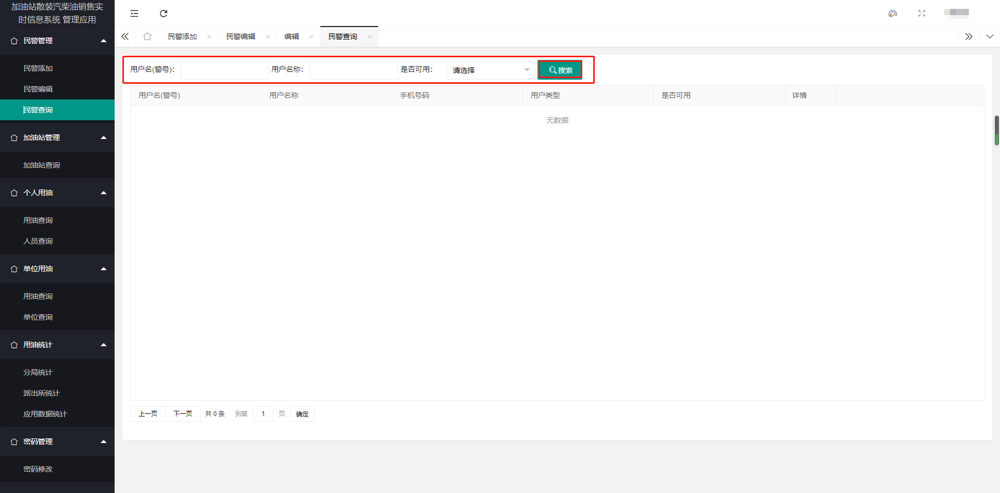 加油站散装汽柴油销售实
时信息系统 管理应用
民警管理
民警添加
民警编辑
民警查询
加油站管理
加油站查询
个人用油
用油查询
人员查询
单位用油
用油查询
单位查询
用油统计
分局统计
派出所统计
应用数据统计
密码管理
密码修改
民警添加 民警编辑 编辑 民警查询
用户名(警号)： 用户名称： 是否可用： 请选择 搜索
用户名(警号) 用户名称 手机号码 用户类型 是否可用 详情
无数据
上一页 下一页 共 0 条 到第 1 页 确定